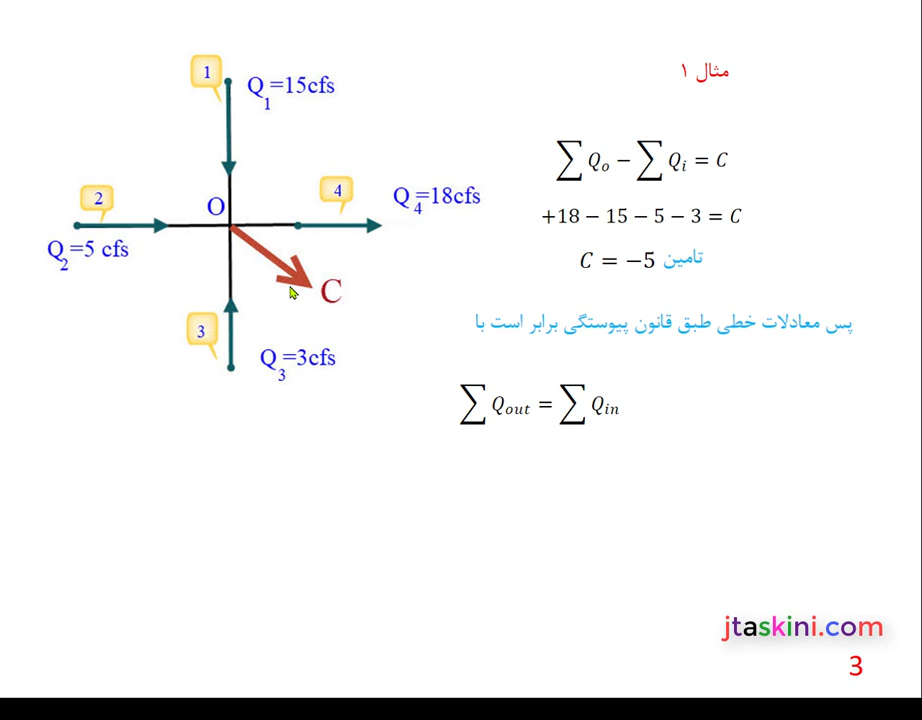 مثال ۱
1
Q1=15cfs
2
Q2=5 cfs
O
4
Q4=18cfs
C
3
Q3=3cfs
∑Qo − ∑Qi = C
+18 − 15 − 5 − 3 = C
C = −5 تامین
پس معادلات خطی طبق قانون پیوستگی برابر است با
∑Qout = ∑Qin
jtaskini.com
3